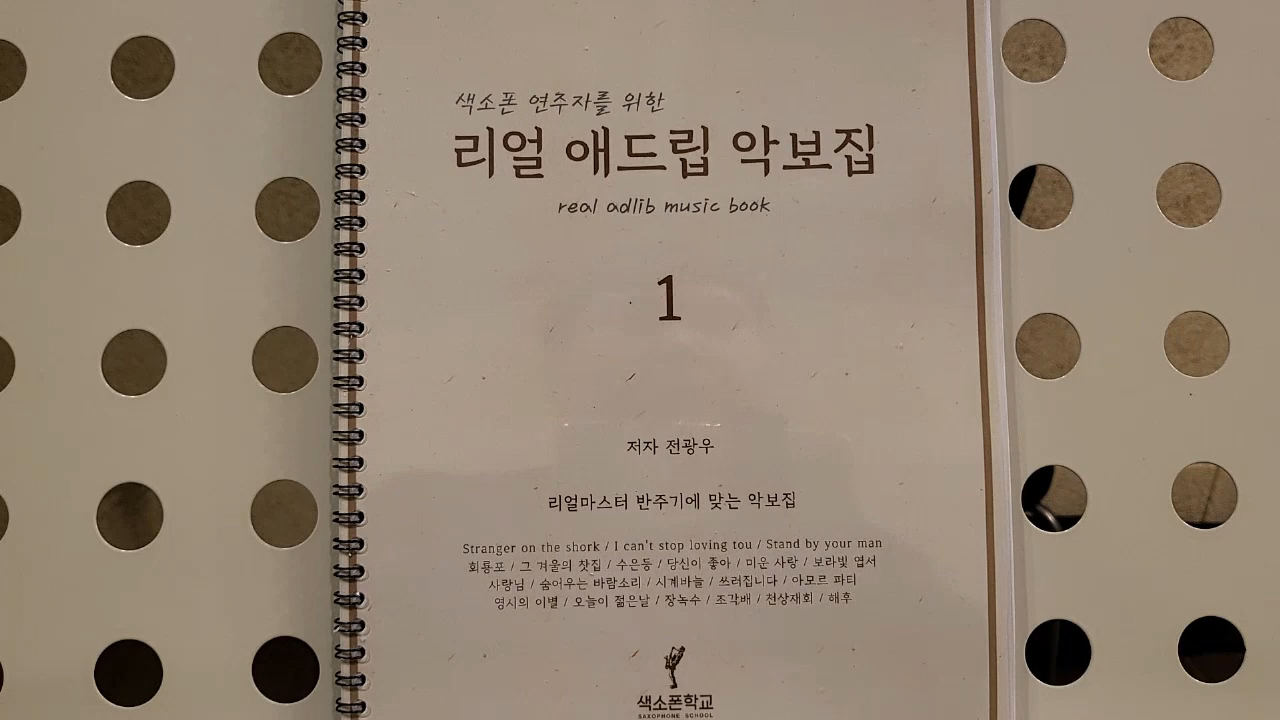 색소폰 연주자를 위한
리얼 애드립 악보집
real adlib music book
1
저자 전광우
리얼마스터 반주기에 맞는 악보집
Stranger on the shork / I can't stop loving tou / Stand by your man
회룡포 / 그 겨울의 찻집 / 수은등 / 당신이 좋아 / 미운 사랑 / 보라빛 엽서
사랑님 / 숨어우는 바람소리 / 시계바늘 / 쓰러집니다 / 아모르 파티
영시의 이별 / 오늘이 젊은날 / 장녹수 / 조각배 / 천상재회 / 해후
색소폰학교
SAXOPHONE SCHOOL